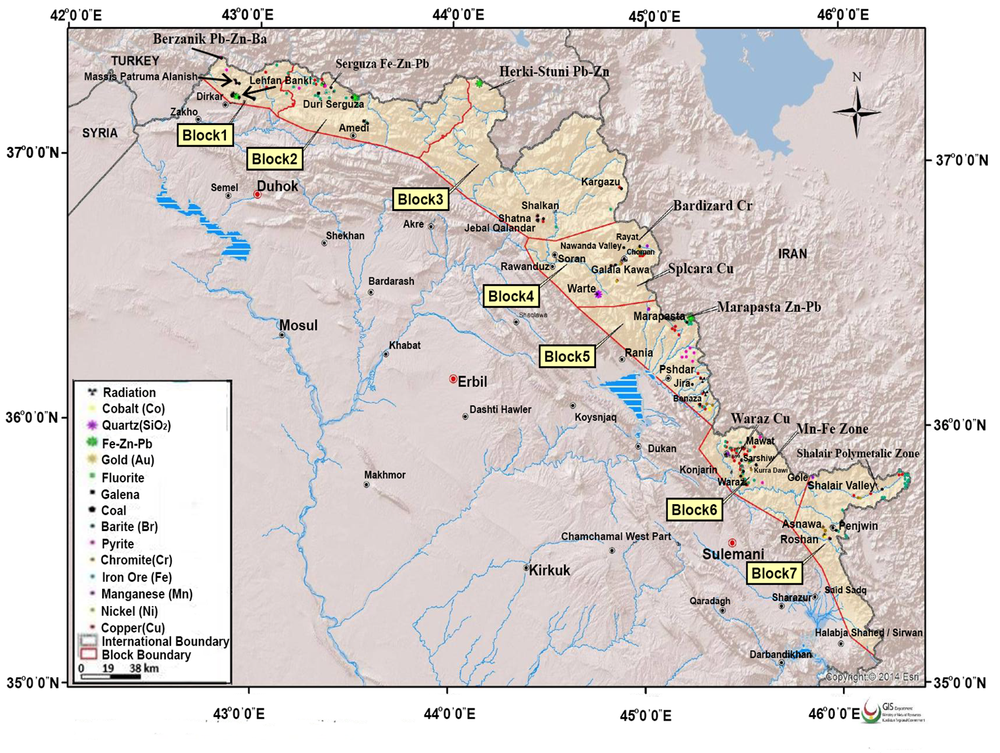 42°0'0"E
43°0'0"E
44°0'0"E
45°0'0"E
46°0'0"E
Berzanik Pb-Zn-Ba
TURKEY
Massis Patruma Alanish
Lehfan Banki
Serguza Fe-Zn-Pb
Herki-Stuni Pb-Zn
N
Dirkar
Duri Serguza
Zakho
SYRIA
Block1
Amedi
Block2
37°0'0"N
37°0'0"N
Semel
Duhok
Block3
Kargazu
Shalkan
Shatna
Jebal Qalandar
Bardizard Cr
Akre
Shekhan
Rayat
Nawanda Valley
Choman
IRAN
Soran
Rawanduz
Galala Kawa
Splcara Cu
Bardarash
Block4
Warte
Shaqlawa
Marapasta
Marapasta Zn-Pb
Mosul
Khabat
Block5
Rania
Pshdar
Jira
Erbil
Benaza
Dashti Hawler
Koysnjaq
36°0'0"N
36°0'0"N
Waraz Cu
Mn-Fe Zone
Mawat
Dukan
Sarshiw
Shalair Polymetalic Zone
Konjarin
Kurra Dawi
Makhmor
Waraz
Gole
Shalair Valley
Block6
Asnawa
Penjwin
Roshan
Chamchamal West Part
Sulemani
Kirkuk
Block7
Said Sadq
Qaradagh
Sharazur
Halabja Shahed / Sirwan
Darbandikhan
Radiation
Cobalt (Co)
Quartz(SiO2)
Fe-Zn-Pb
Gold (Au)
Fluorite
Galena
Coal
Barite (Br)
Pyrite
Chromite(Cr)
Iron Ore (Fe)
Manganese (Mn)
Nickel (Ni)
Copper(Cu)
International Boundary
Block Boundary
0 19 38 km
Copyright:© 2014 Esri
35°0'0"N
35°0'0"N
43°0'0"E
44°0'0"E
45°0'0"E
46°0'0"E
GIS Department
Ministry of Natural Resources
Kurdistan Regional Government